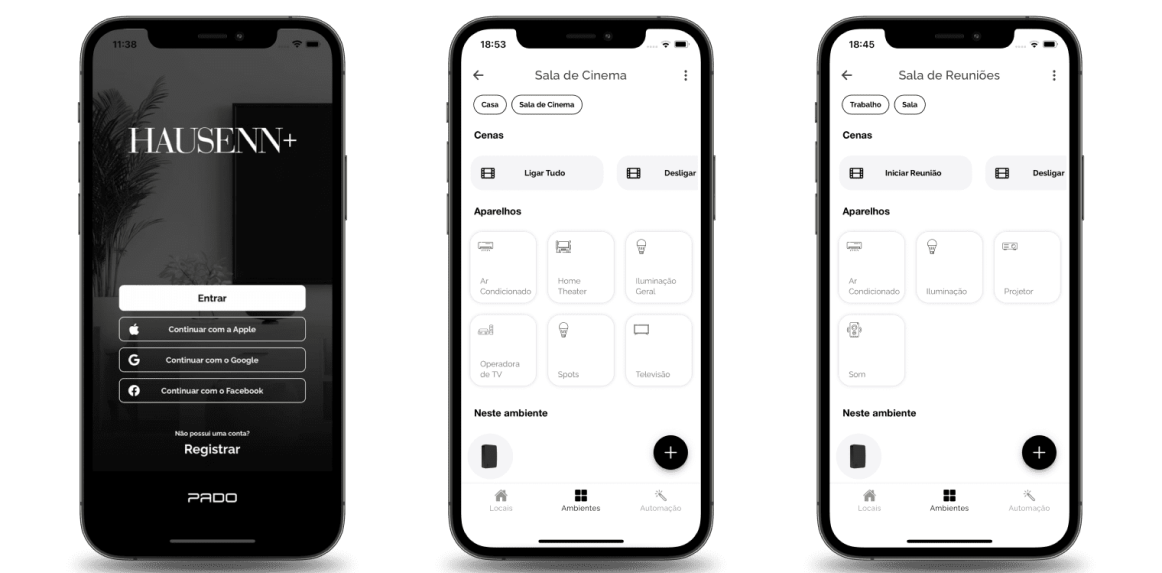 11:38
HAUSENN+
Entrar
Continuar com a Apple
Continuar com o Google
Continuar com o Facebook
Não possui uma conta?
Registrar
PADO
18:53
Sala de Cinema
Casa
Sala de Cinema
Cenas
Ligar Tudo
Desligar
Aparelhos
Ar
Condicionado
Home
Theater
Iluminação
Geral
Operadora
de TV
Spots
Televisão
Neste ambiente
Locais
Ambientes
Automação
18:45
Sala de Reuniões
Trabalho
Sala
Cenas
Iniciar Reunião
Desligar
Aparelhos
Ar
Condicionado
Iluminação
Projetor
Som
Neste ambiente
Locais
Ambientes
Automação